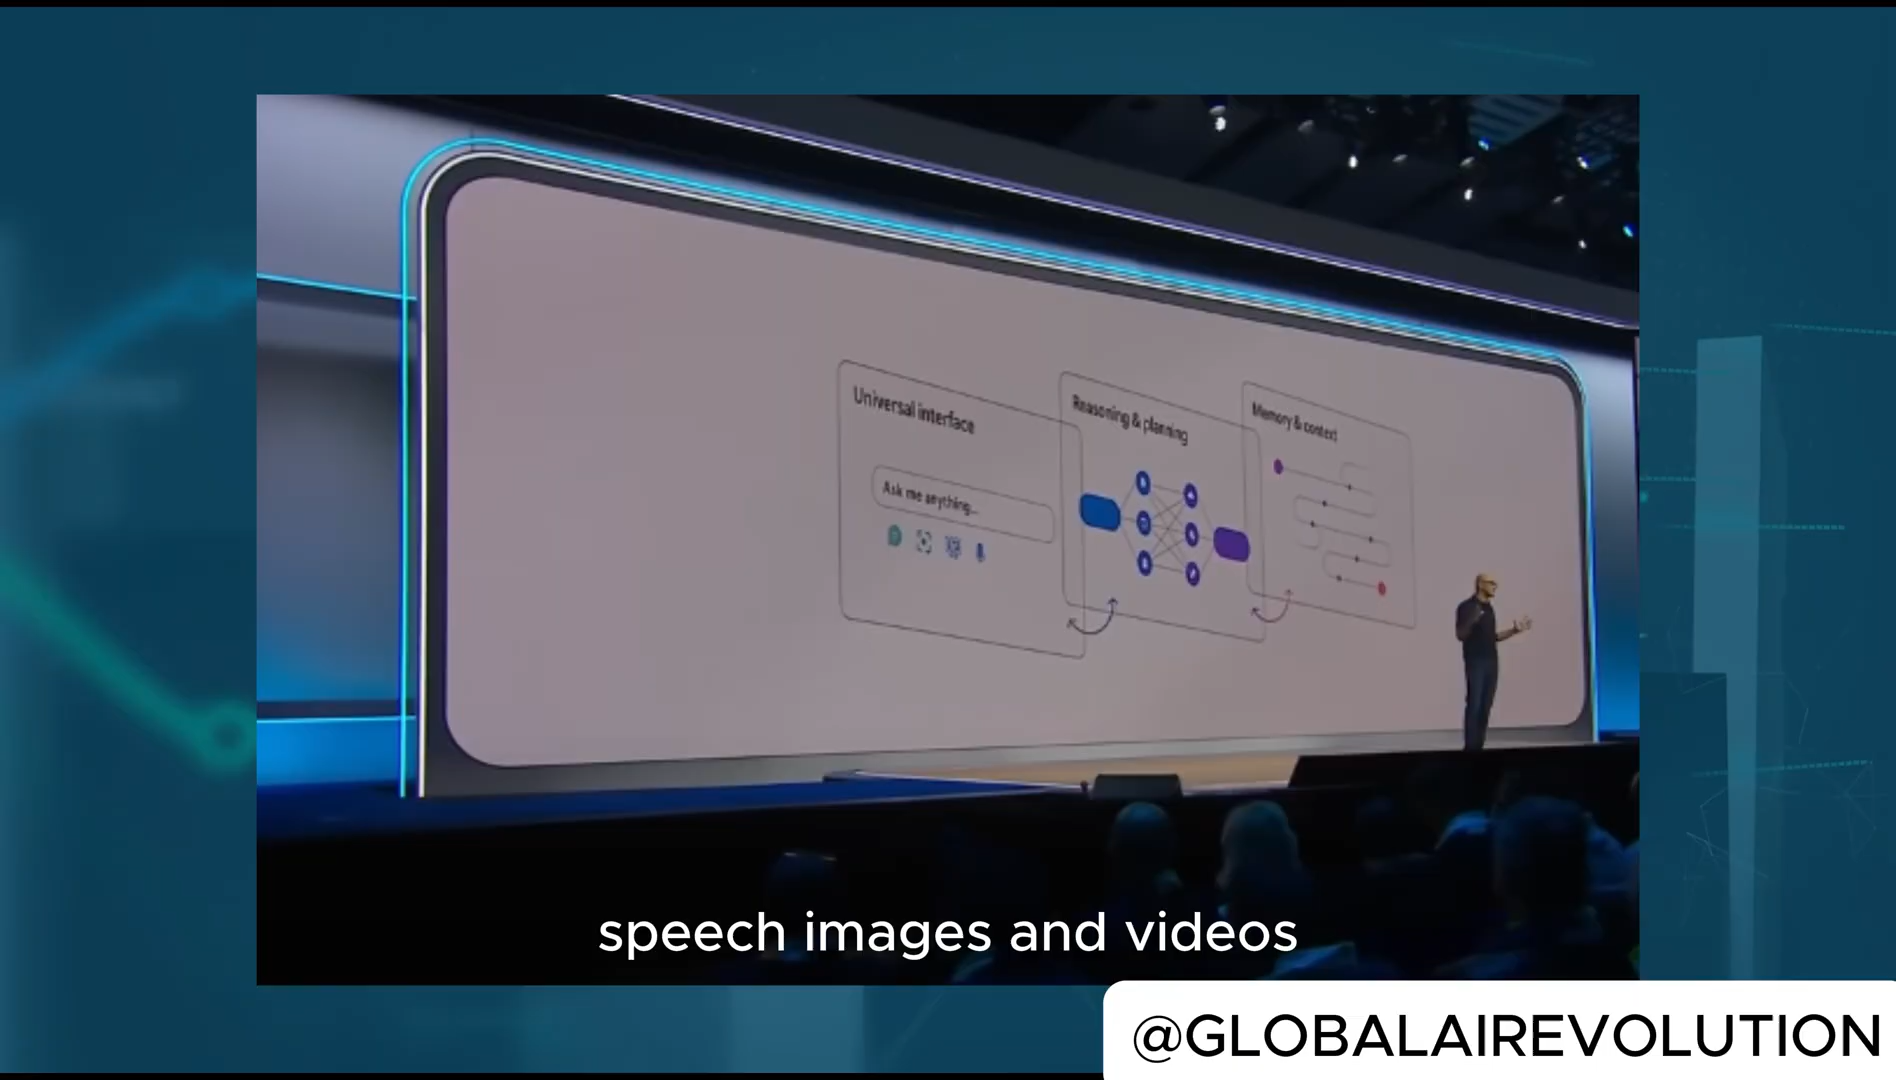 Universal interface
Ask me anything...
Reasoning & planning
Memory & context
speech images and videos
@GLOBALAIREVOLUTION